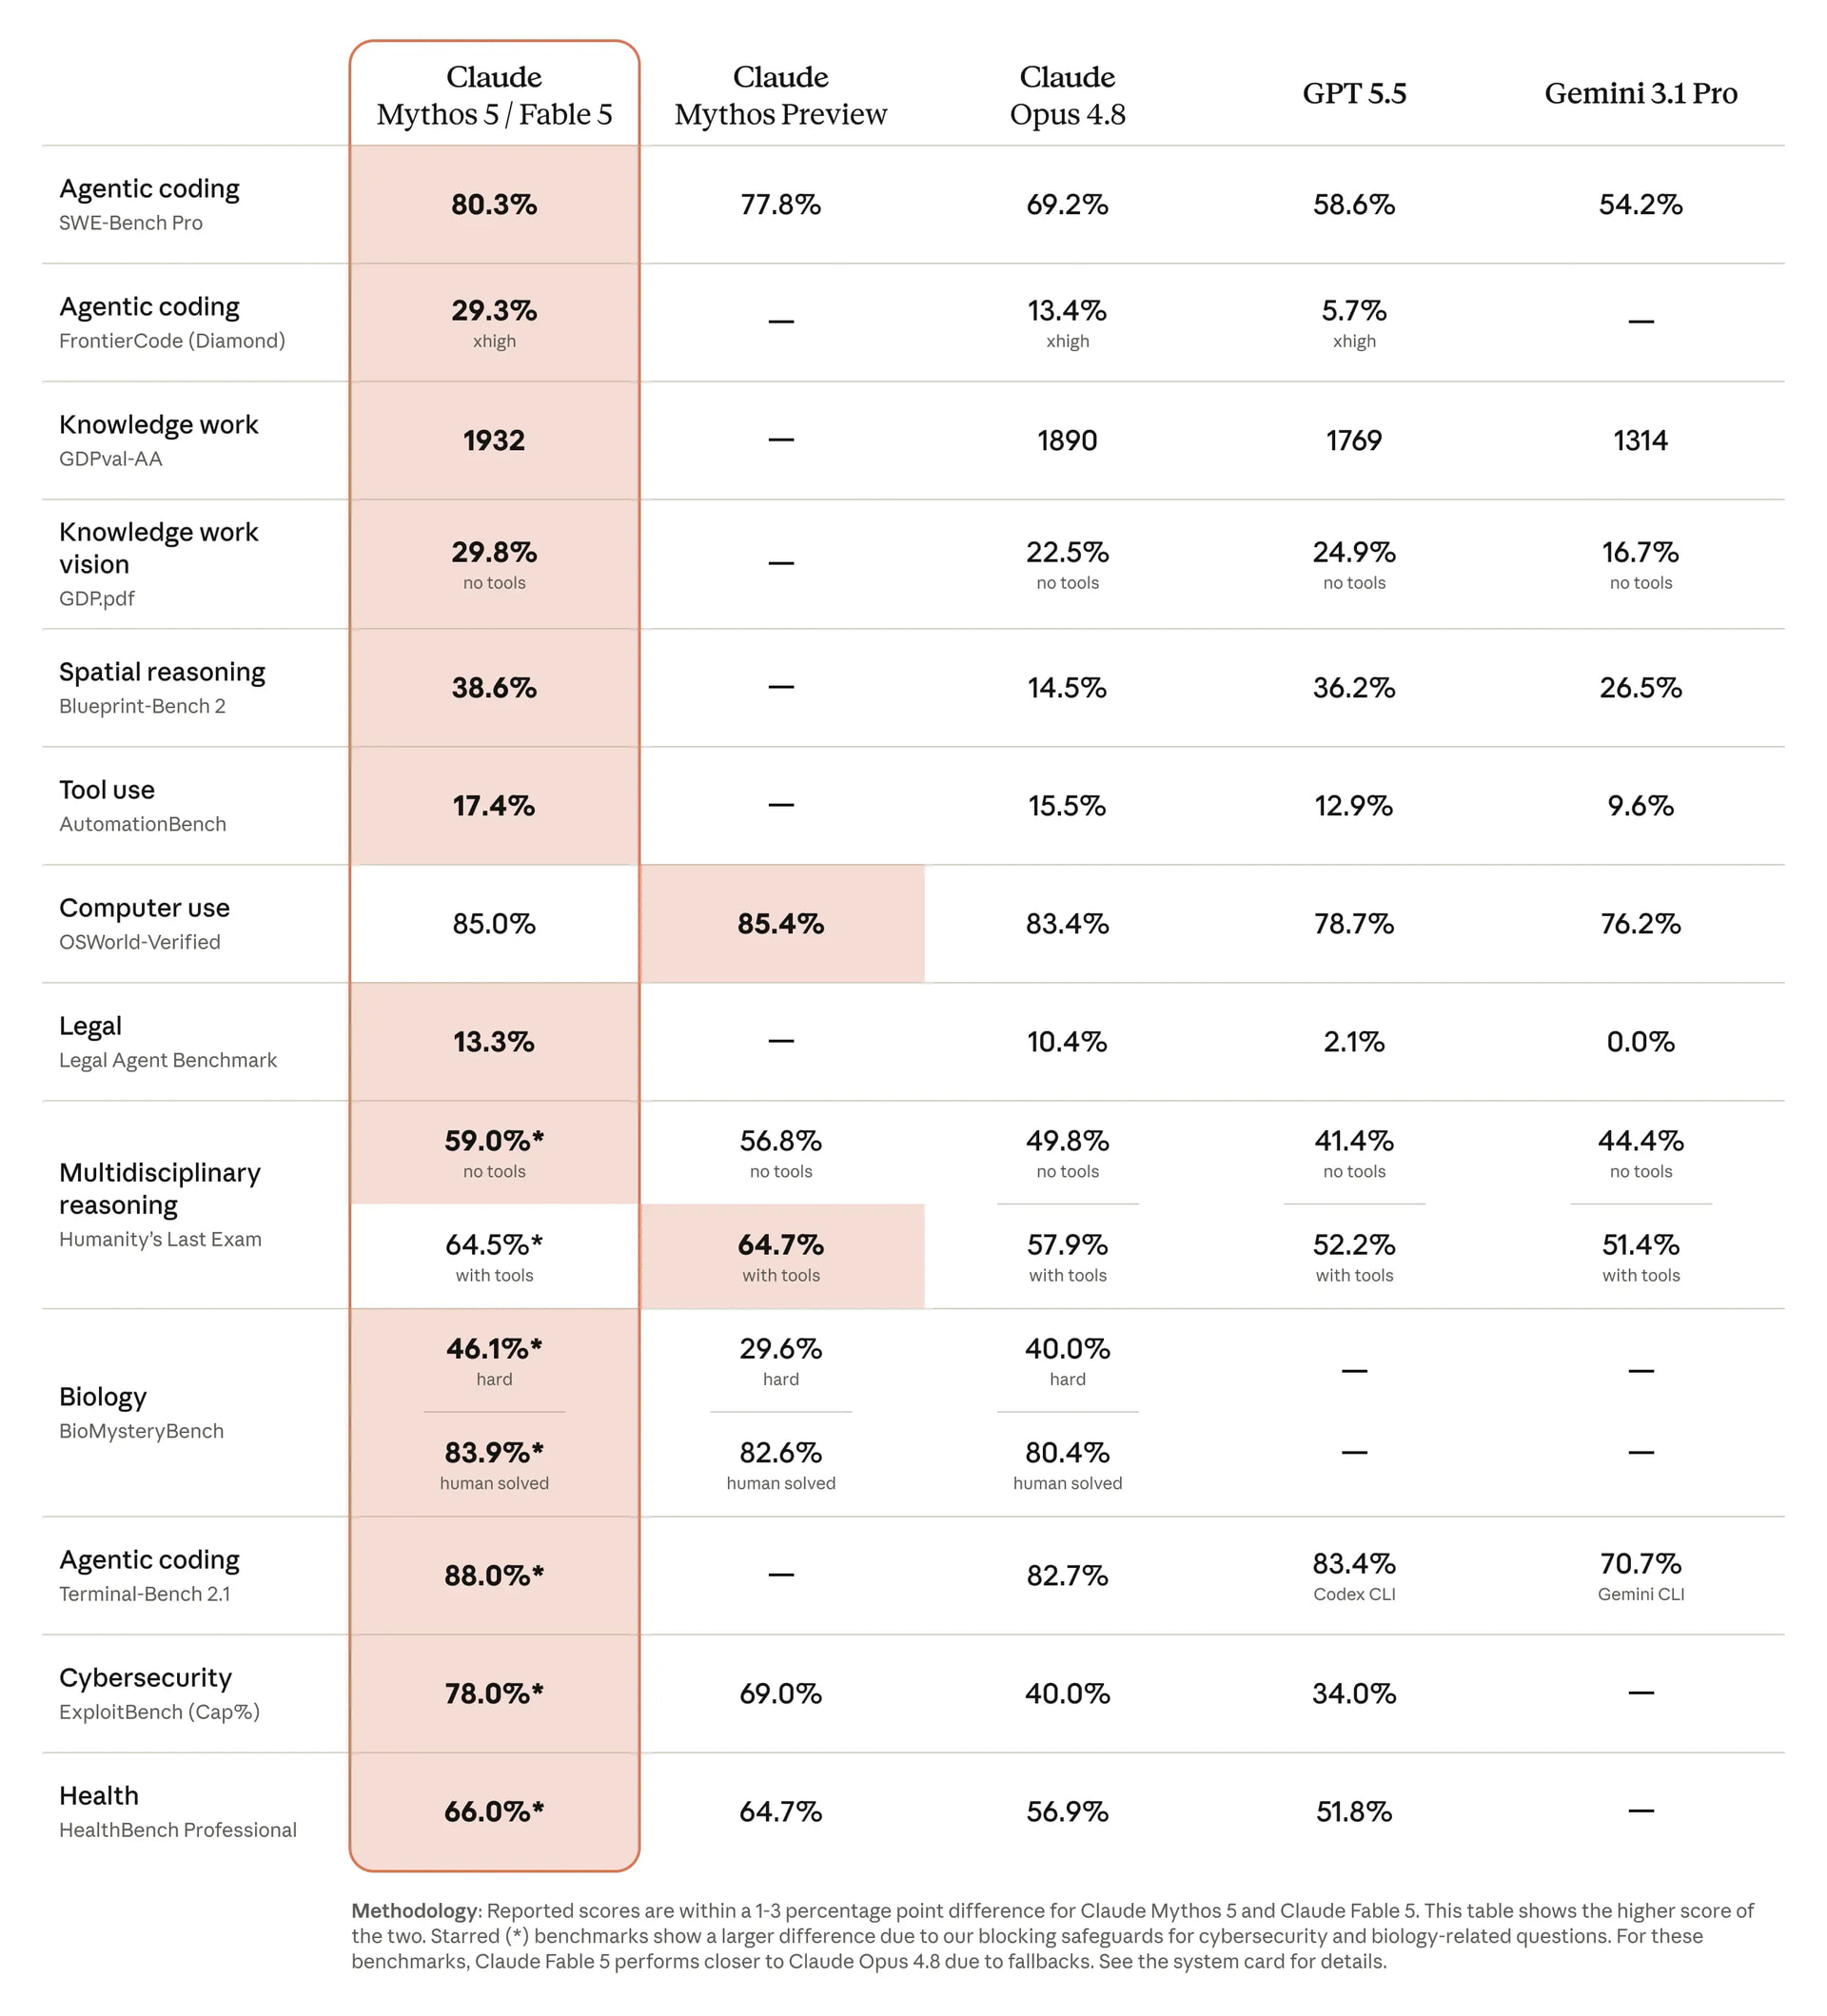 Claude
Mythos 5 / Fable 5
Claude
Mythos Preview
Claude
Opus 4.8
GPT 5.5
Gemini 3.1 Pro
Agentic coding
SWE-Bench Pro
80.3% 77.8% 69.2% 58.6% 54.2%
Agentic coding
FrontierCode (Diamond)
29.3% — 13.4% 5.7% —
xhigh xhigh xhigh
Knowledge work
GDPval-AA
1932 — 1890 1769 1314
Knowledge work
vision
GDP.pdf
29.8% — 22.5% 24.9% 16.7%
no tools no tools no tools no tools
Spatial reasoning
Blueprint-Bench 2
38.6% — 14.5% 36.2% 26.5%
Tool use
AutomationBench
17.4% — 15.5% 12.9% 9.6%
Computer use
OSWorld-Verified
85.0% 85.4% 83.4% 78.7% 76.2%
Legal
Legal Agent Benchmark
13.3% — 10.4% 2.1% 0.0%
Multidisciplinary
reasoning
Humanity's Last Exam
59.0%* 56.8% 49.8% 41.4% 44.4%
no tools no tools no tools no tools no tools
64.5%* 64.7% 57.9% 52.2% 51.4%
with tools with tools with tools with tools with tools
Biology
BioMysteryBench
46.1%* 29.6% 40.0% — —
hard hard hard
83.9%* 82.6% 80.4% — —
human solved human solved human solved
Agentic coding
Terminal-Bench 2.1
88.0%* — 82.7% 83.4% 70.7%
Codex CLI Gemini CLI
Cybersecurity
ExploitBench (Cap%)
78.0%* 69.0% 40.0% 34.0% —
Health
HealthBench Professional
66.0%* 64.7% 56.9% 51.8% —
Methodology: Reported scores are within a 1-3 percentage point difference for Claude Mythos 5 and Claude Fable 5. This table shows the higher score of
the two. Starred (*) benchmarks show a larger difference due to our blocking safeguards for cybersecurity and biology-related questions. For these
benchmarks, Claude Fable 5 performs closer to Claude Opus 4.8 due to fallbacks. See the system card for details.